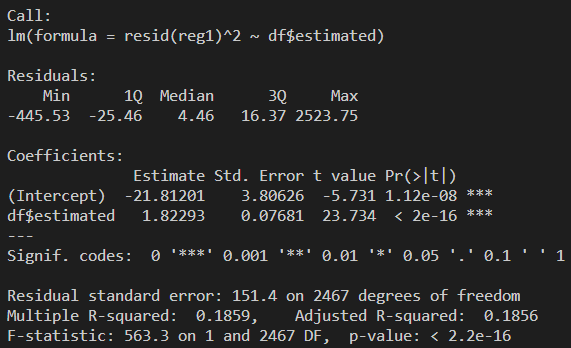 Call:
lm(formula = resid(reg1)^2 ~ df$estimated)
Residuals:
Min 1Q Median 3Q Max
-445.53 -25.46 4.46 16.37 2523.75
Coefficients:
Estimate Std. Error t value Pr(>|t|)
(Intercept) -21.81201 3.80626 -5.731 1.12e-08 ***
df$estimated 1.82293 0.07681 23.734 < 2e-16 ***
---
Signif. codes: 0 '***' 0.001 '**' 0.01 '*' 0.05 '.' 0.1 ' ' 1
Residual standard error: 151.4 on 2467 degrees of freedom
Multiple R-squared: 0.1859, Adjusted R-squared: 0.1856
F-statistic: 563.3 on 1 and 2467 DF, p-value: < 2.2e-16